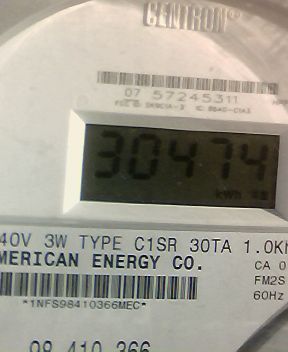 CENTRON®
07 57245311
30474
kWh
40V 3W TYPE C1SR 30TA 1.0K
MERICAN ENERGY CO.
CA 0
FM2S
60Hz
*1NFS98410366MEC*
98 410 366